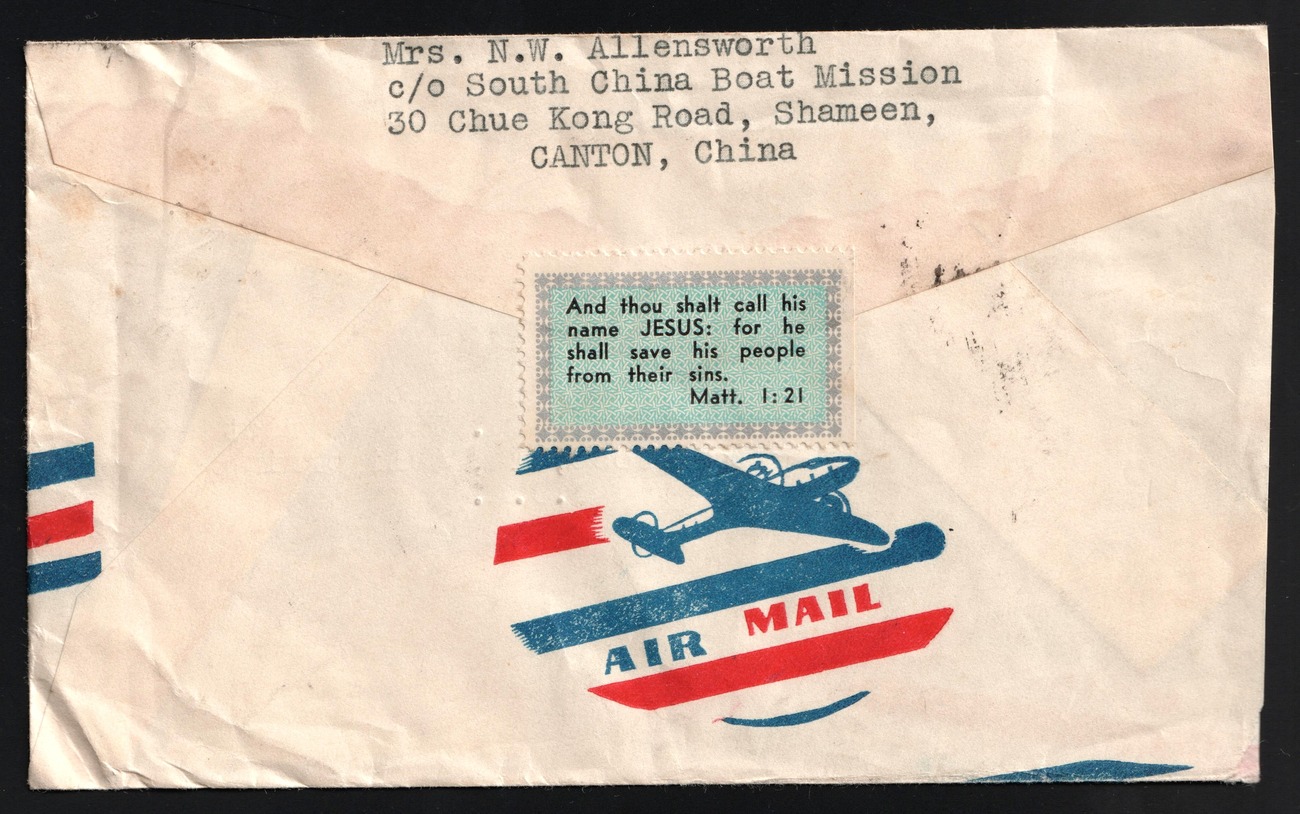 Mrs. N.W. Allensworth
c/o South China Boat Mission
30 Chue Kong Road, Shameen,
CANTON, China
And thou shalt call his
name JESUS: for he
shall save his people
from their sins.
Matt. 1:21
AIR MAIL